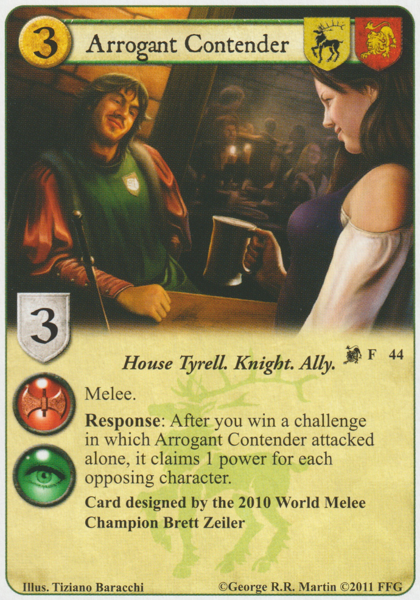 3 Arrogant Contender
3
House Tyrell. Knight. Ally. F 44
Melee.
Response: After you win a challenge
in which Arrogant Contender attacked
alone, it claims 1 power for each
opposing character.
Card designed by the 2010 World Melee
Champion Brett Zeiler
Illus. Tiziano Baracchi ©George R.R. Martin ©2011 FFG